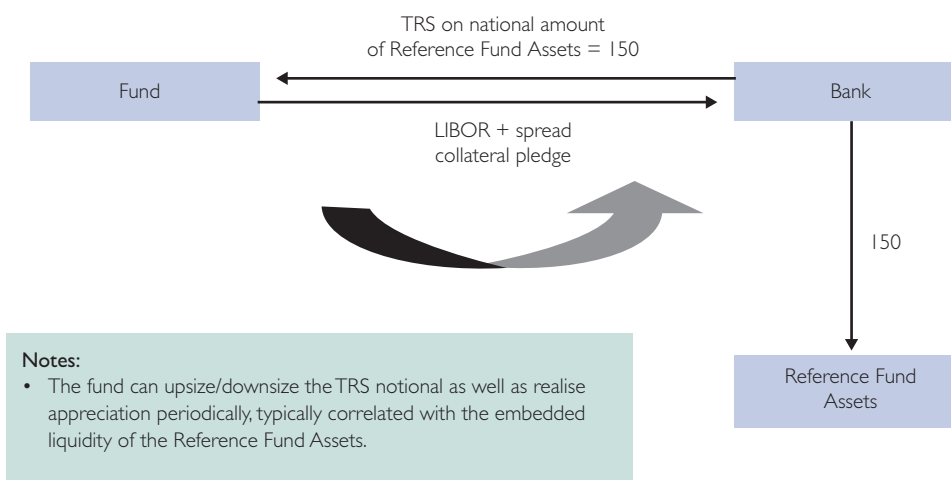 TRS on national amount
of Reference Fund Assets = 150
Fund
Bank
LIBOR + spread
collateral pledge
150
Notes:
• The fund can upsize/downsize the TRS notional as well as realise
appreciation periodically, typically correlated with the embedded
liquidity of the Reference Fund Assets.
Reference Fund
Assets